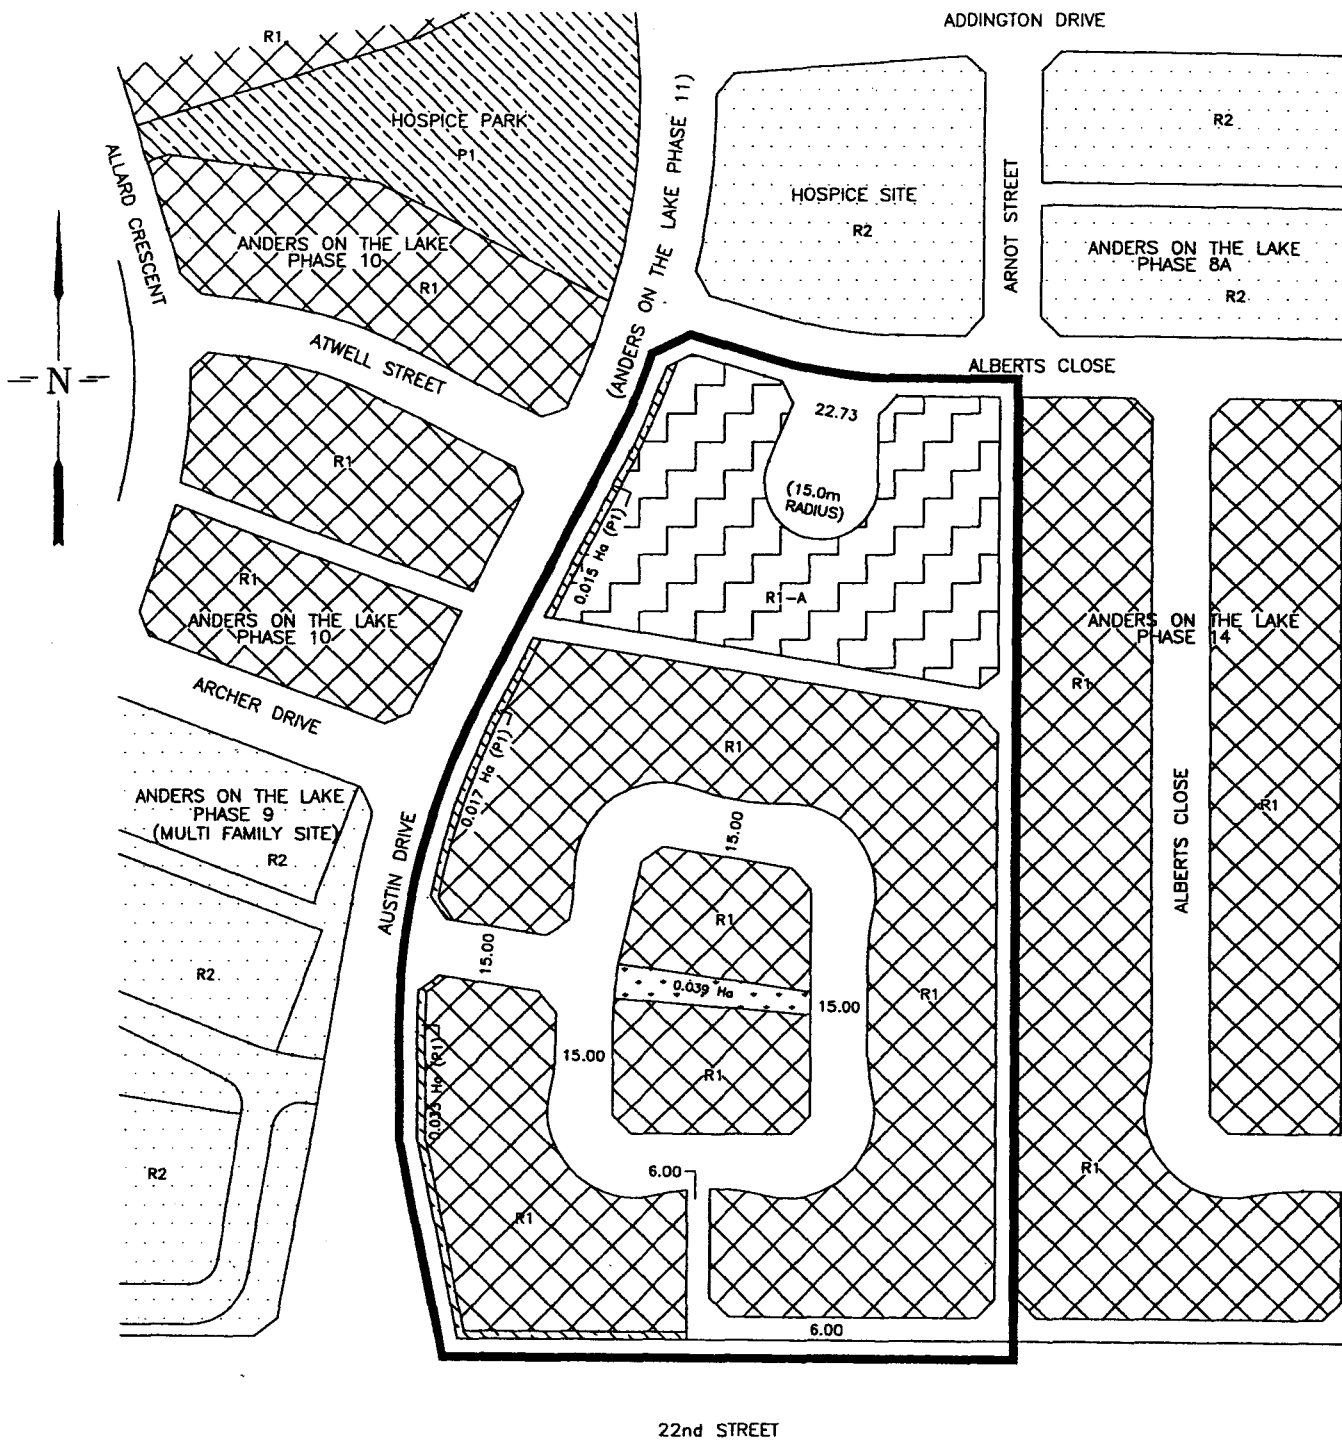 ADDINGTON DRIVE
R1
HOSPICE PARK
P1
(ANDERS ON THE LAKE PHASE 11)
R2
ALLARD CRESCENT
HOSPICE SITE
R2
ARNOT STREET
ANDERS ON THE LAKE
PHASE 10
R1
ANDERS ON THE LAKE
PHASE 8A
R2
N
ATWELL STREET
ALBERTS CLOSE
22.73
R1
(15.0m
RADIUS)
0.015 Ha (P1)
R1
ANDERS ON THE LAKE
PHASE 10
R1-A
ANDERS ON THE LAKE
PHASE 14
R1
ARCHER DRIVE
0.017 Ha (P1)
R1
ANDERS ON THE LAKE
PHASE 9
(MULTI FAMILY SITE)
R2
AUSTIN DRIVE
15.00
ALBERTS CLOSE
R1
R1
15.00
R2
0.039 Ha
R1
15.00
15.00
0.033 Ha (P1)
R1
R2
6.00
R1
R1
6.00
22nd STREET